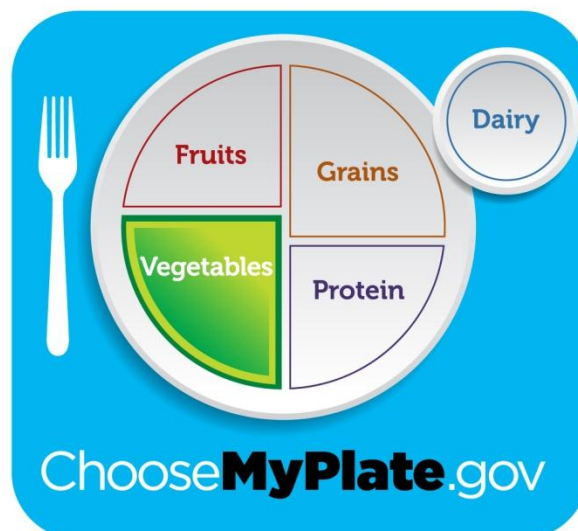 Dairy
Fruits
Grains
Vegetables
Protein
ChooseMyPlate.gov